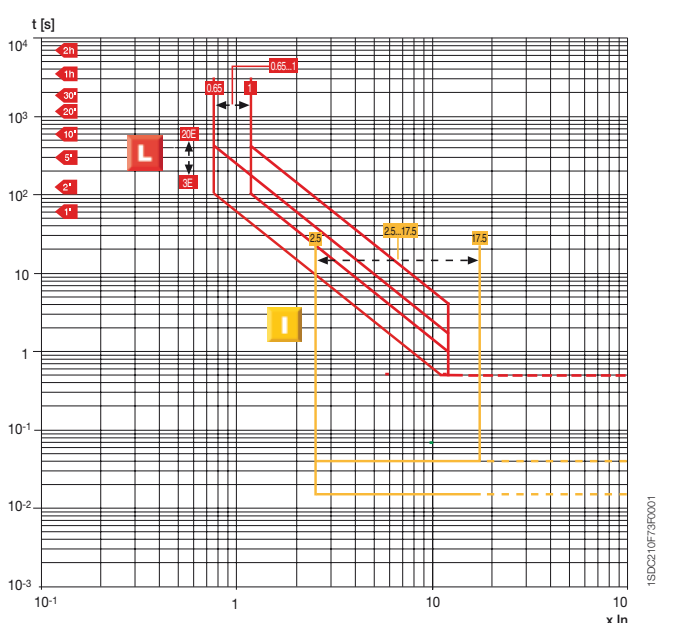 t [s]
10⁴
2h
1h
30'
20'
10³
10'
5'
2'
10²
1'
0.65...1
0.65
1
L
20E
3E
2.5
2.5...17.5
17.5
10
I
1
10⁻¹
10⁻²
10⁻³
10⁻¹
1
10
10
x In
1SDC210F73F0001